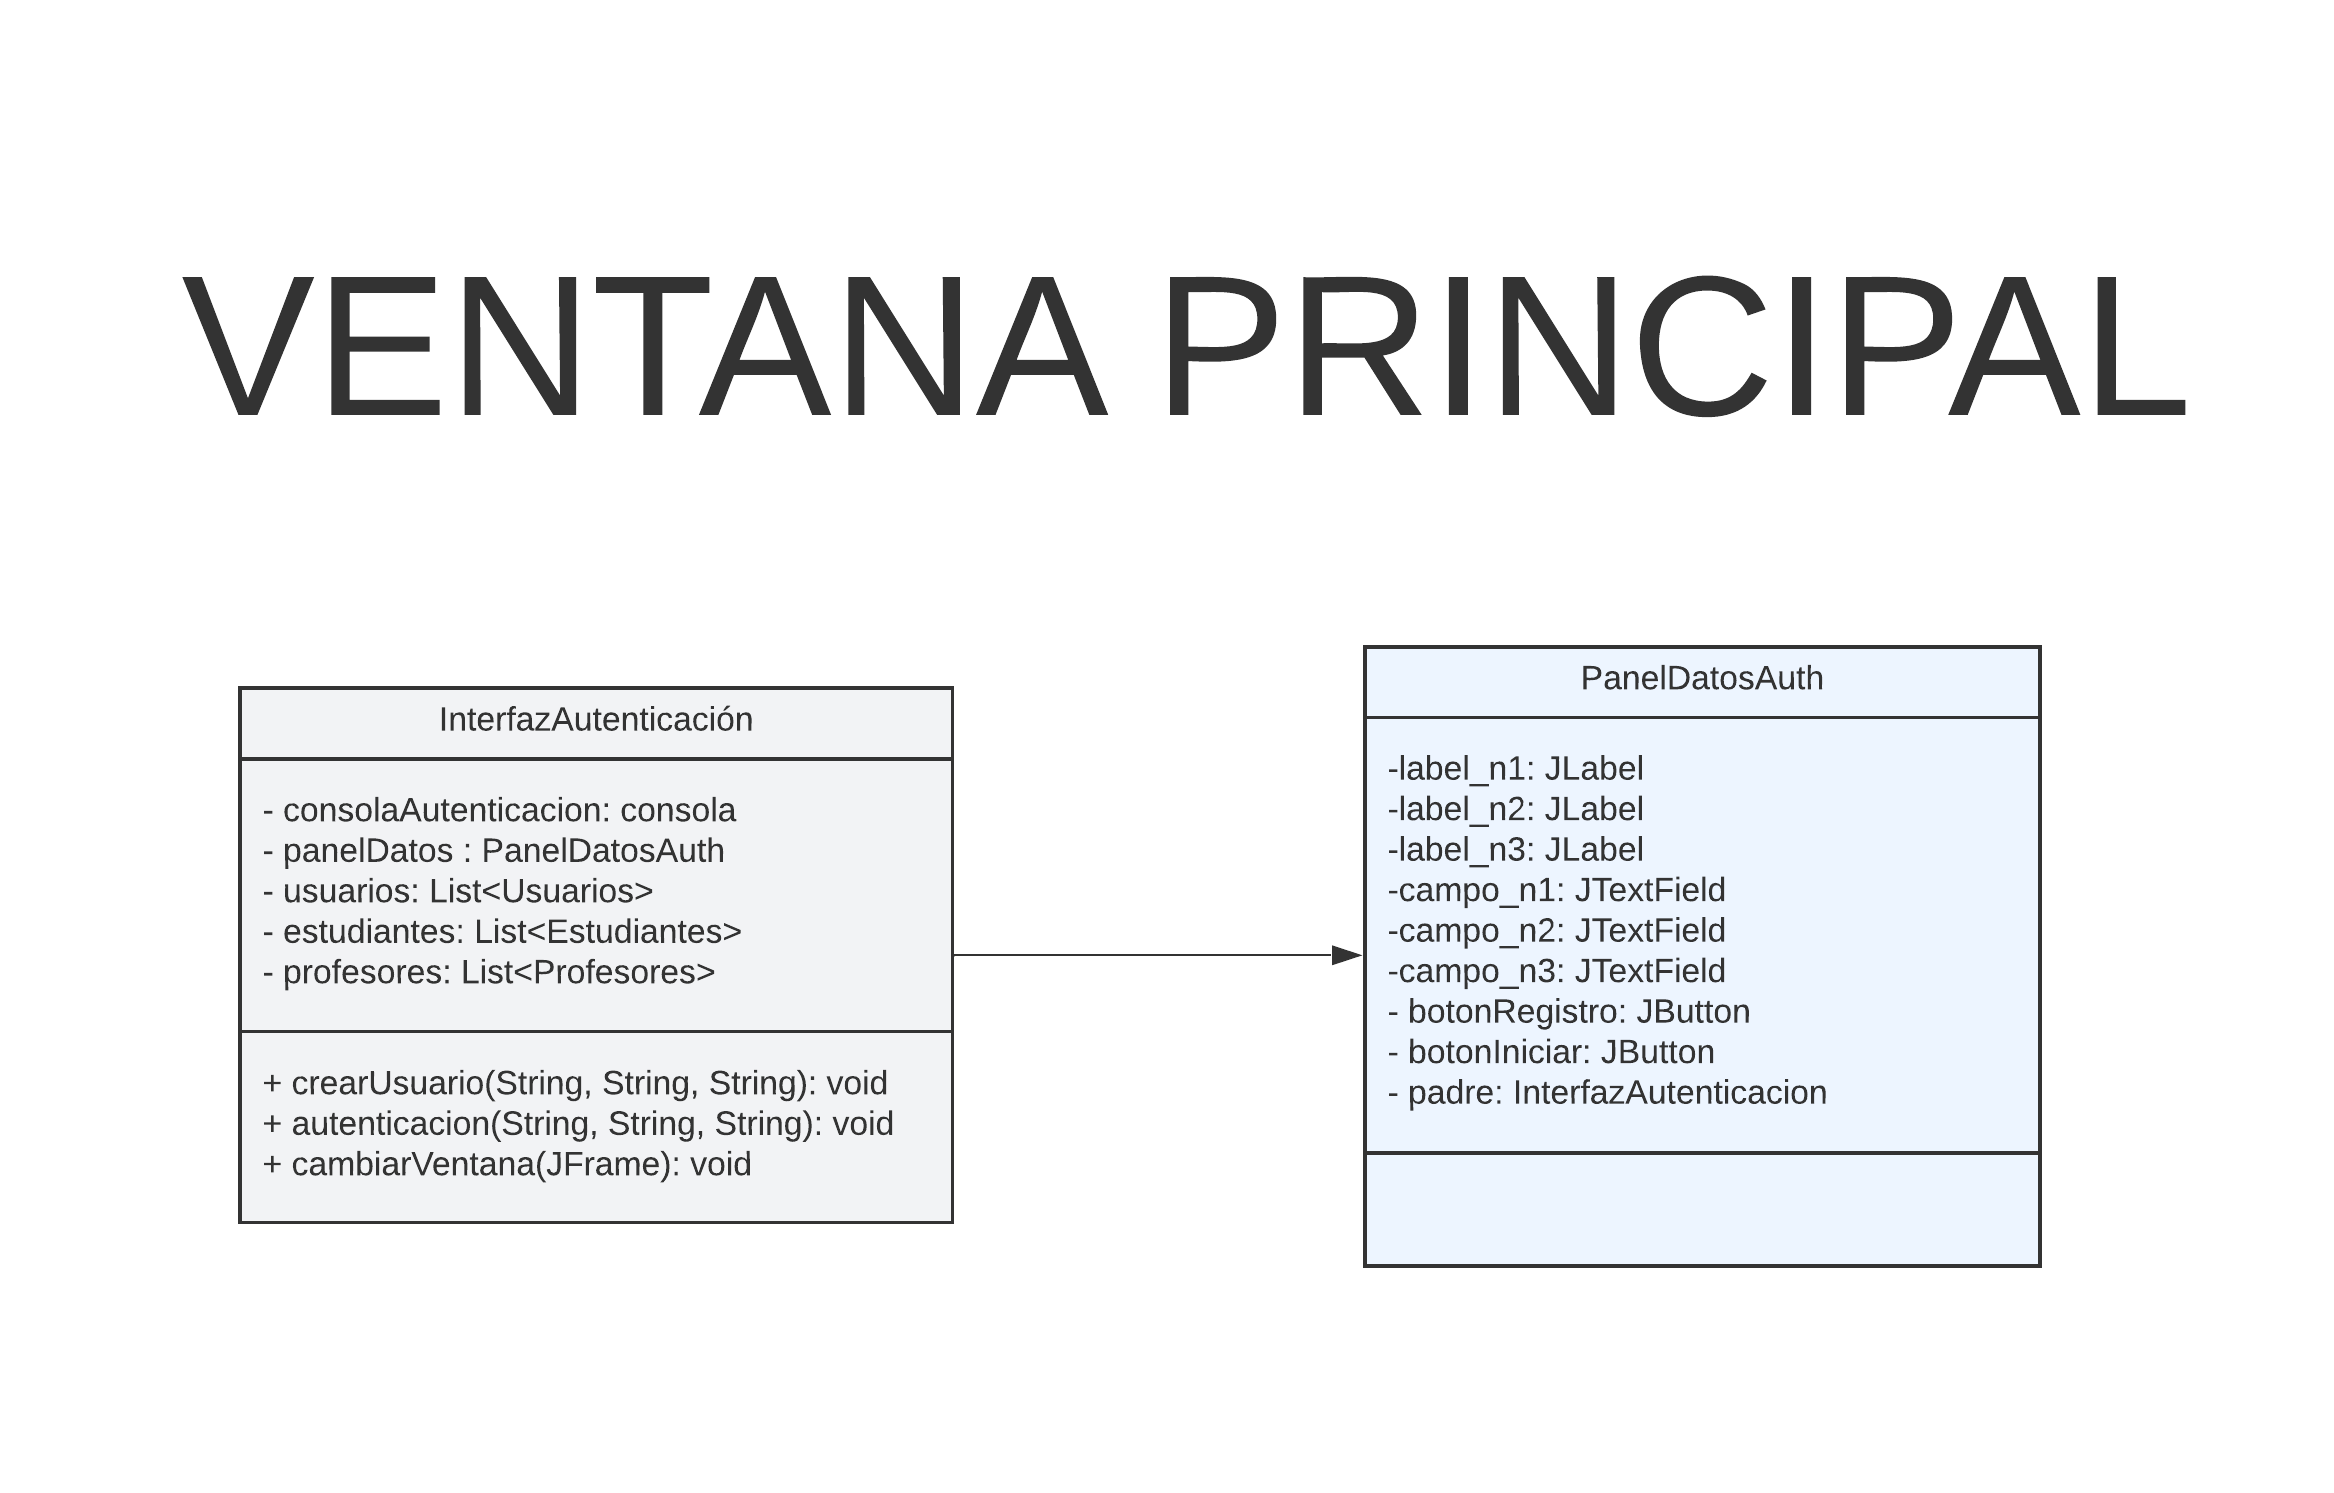 VENTANA PRINCIPAL
InterfazAutenticación
- consolaAutenticacion: consola
- panelDatos : PanelDatosAuth
- usuarios: List<Usuarios>
- estudiantes: List<Estudiantes>
- profesores: List<Profesores>
+ crearUsuario(String, String, String): void
+ autenticacion(String, String, String): void
+ cambiarVentana(JFrame): void
PanelDatosAuth
-label_n1: JLabel
-label_n2: JLabel
-label_n3: JLabel
-campo_n1: JTextField
-campo_n2: JTextField
-campo_n3: JTextField
- botonRegistro: JButton
- botonIniciar: JButton
- padre: InterfazAutenticacion